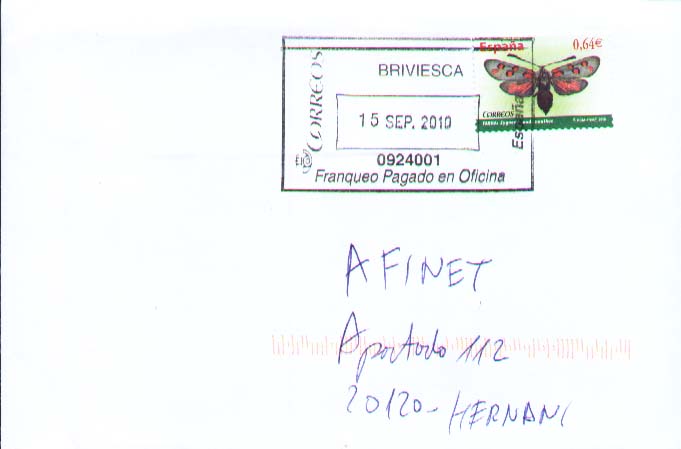 España 0,64€
CORREOS
CORREOS
BRIVIESCA
15 SEP. 2010
España
0924001
Franqueo Pagado en Oficina
AFINET
Apartado 112
20120- HERNANI